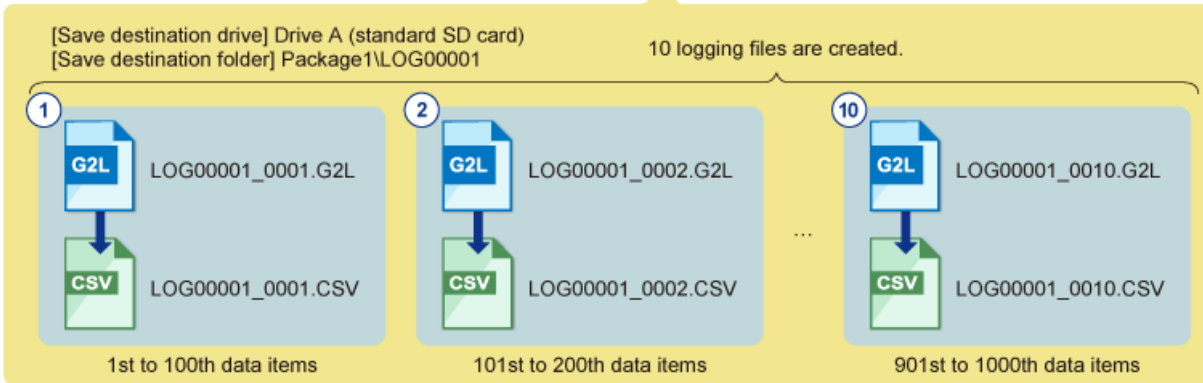 [Save destination drive] Drive A (standard SD card)
[Save destination folder] Package1\LOG00001
10 logging files are created.
1
G2L
LOG00001_0001.G2L
CSV
LOG00001_0001.CSV
1st to 100th data items
2
G2L
LOG00001_0002.G2L
CSV
LOG00001_0002.CSV
101st to 200th data items
...
10
G2L
LOG00001_0010.G2L
CSV
LOG00001_0010.CSV
901st to 1000th data items